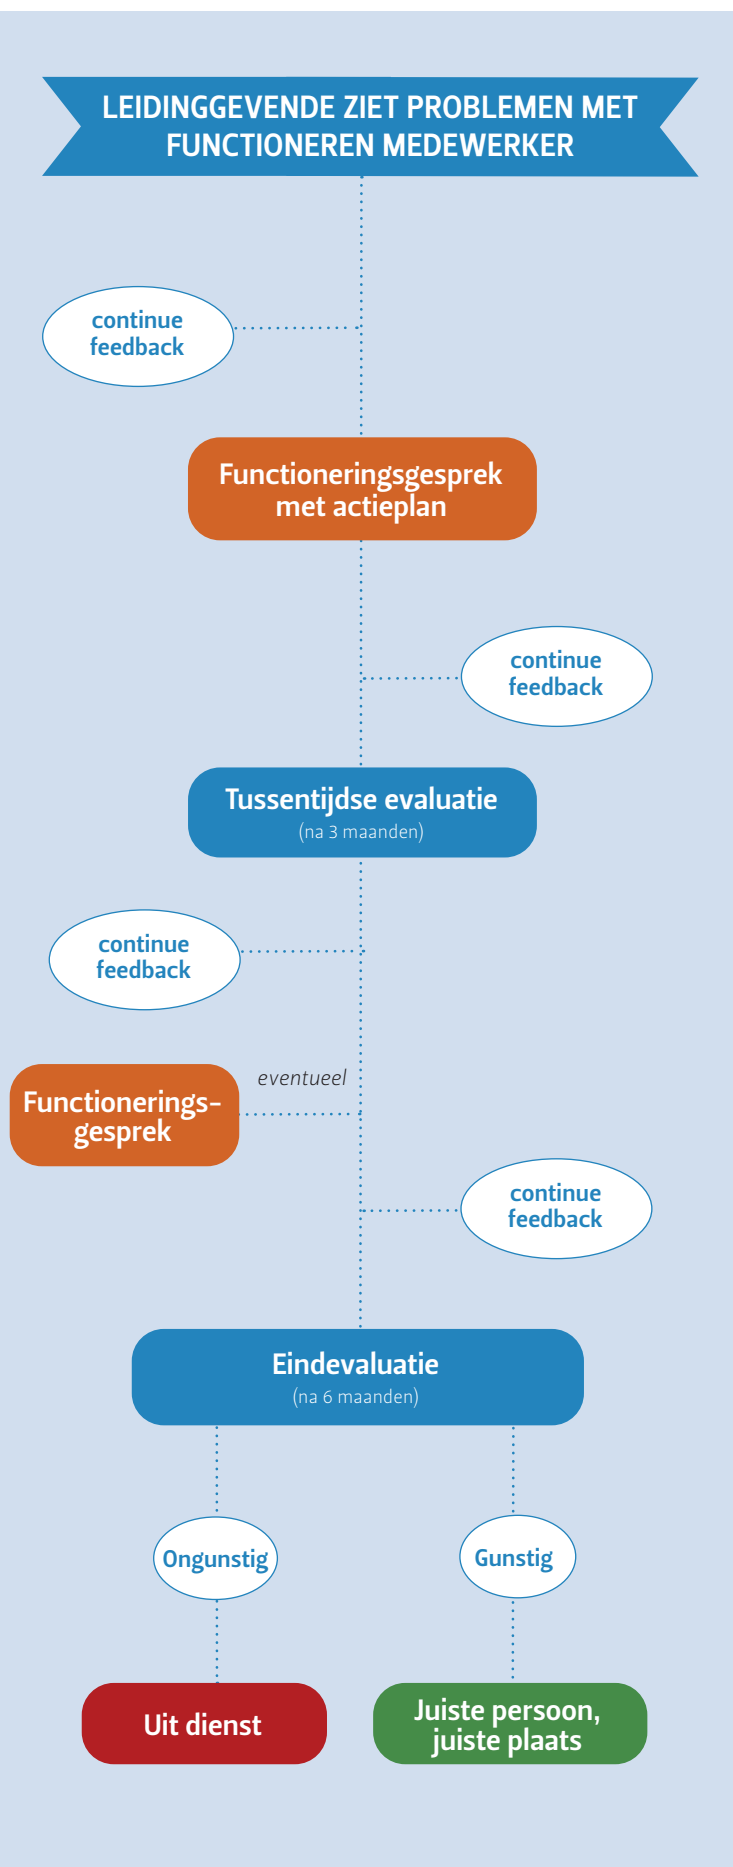 LEIDINGGEVENDE ZIET PROBLEMEN MET
FUNCTIONEREN MEDEWERKER
continue
feedback
Functioneringsgesprek
met actieplan
continue
feedback
Tussentijdse evaluatie
(na 3 maanden)
continue
feedback
eventueel
Functionerings-
gesprek
continue
feedback
Eindevaluatie
(na 6 maanden)
Ongunstig
Gunstig
Uit dienst
Juiste persoon,
juiste plaats